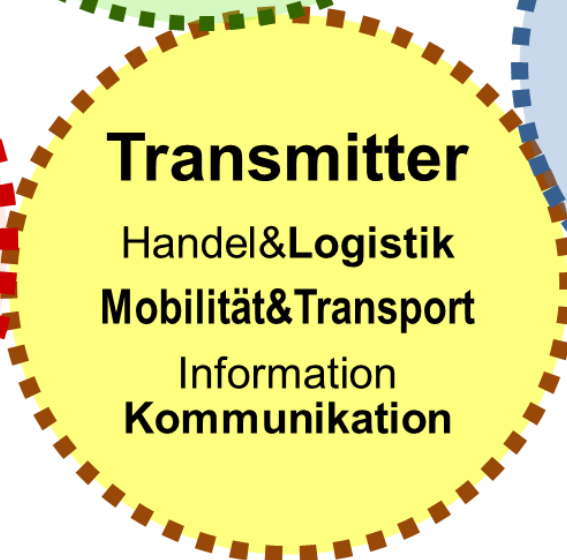 Transmitter
Handel&Logistik
Mobilität&Transport
Information
Kommunikation